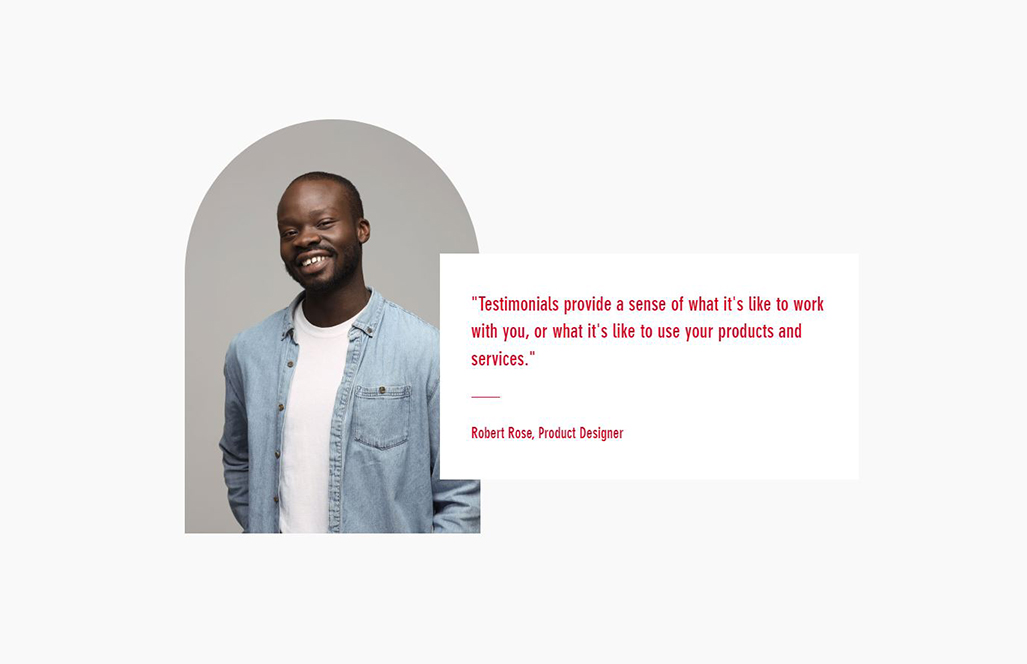 "Testimonials provide a sense of what it's like to work
with you, or what it's like to use your products and
services."
Robert Rose, Product Designer